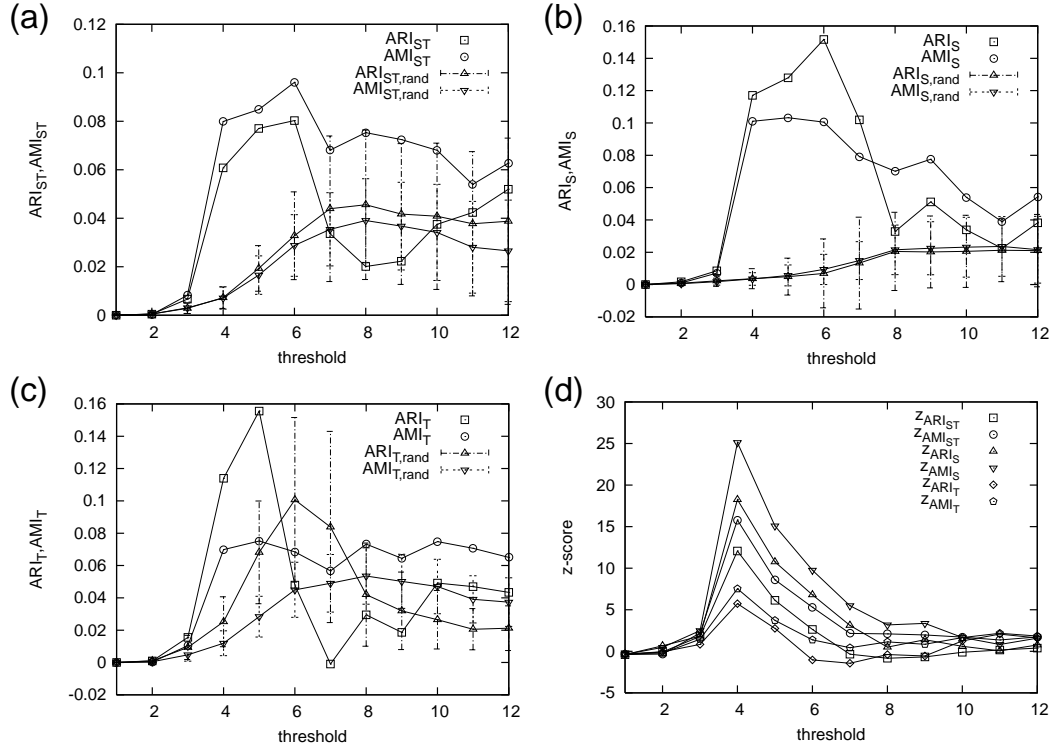 (a)
0.12
0.1
0.08
0.06
0.04
0.02
0
2 4 6 8 10 12
threshold
ARI_ST,AMI_ST
ARI_ST
AMI_ST
ARI_ST,rand
AMI_ST,rand
(b)
0.16
0.14
0.12
0.1
0.08
0.06
0.04
0.02
0
-0.02
2 4 6 8 10 12
threshold
ARI_S,AMI_S
ARI_S
AMI_S
ARI_S,rand
AMI_S,rand
(c)
0.16
0.14
0.12
0.1
0.08
0.06
0.04
0.02
0
-0.02
2 4 6 8 10 12
threshold
ARI_T,AMI_T
ARI_T
AMI_T
ARI_T,rand
AMI_T,rand
(d)
30
25
20
15
10
5
0
-5
2 4 6 8 10 12
threshold
z-score
z_ARI_ST
z_AMI_ST
z_ARI_S
z_AMI_S
z_ARI_T
z_AMI_T